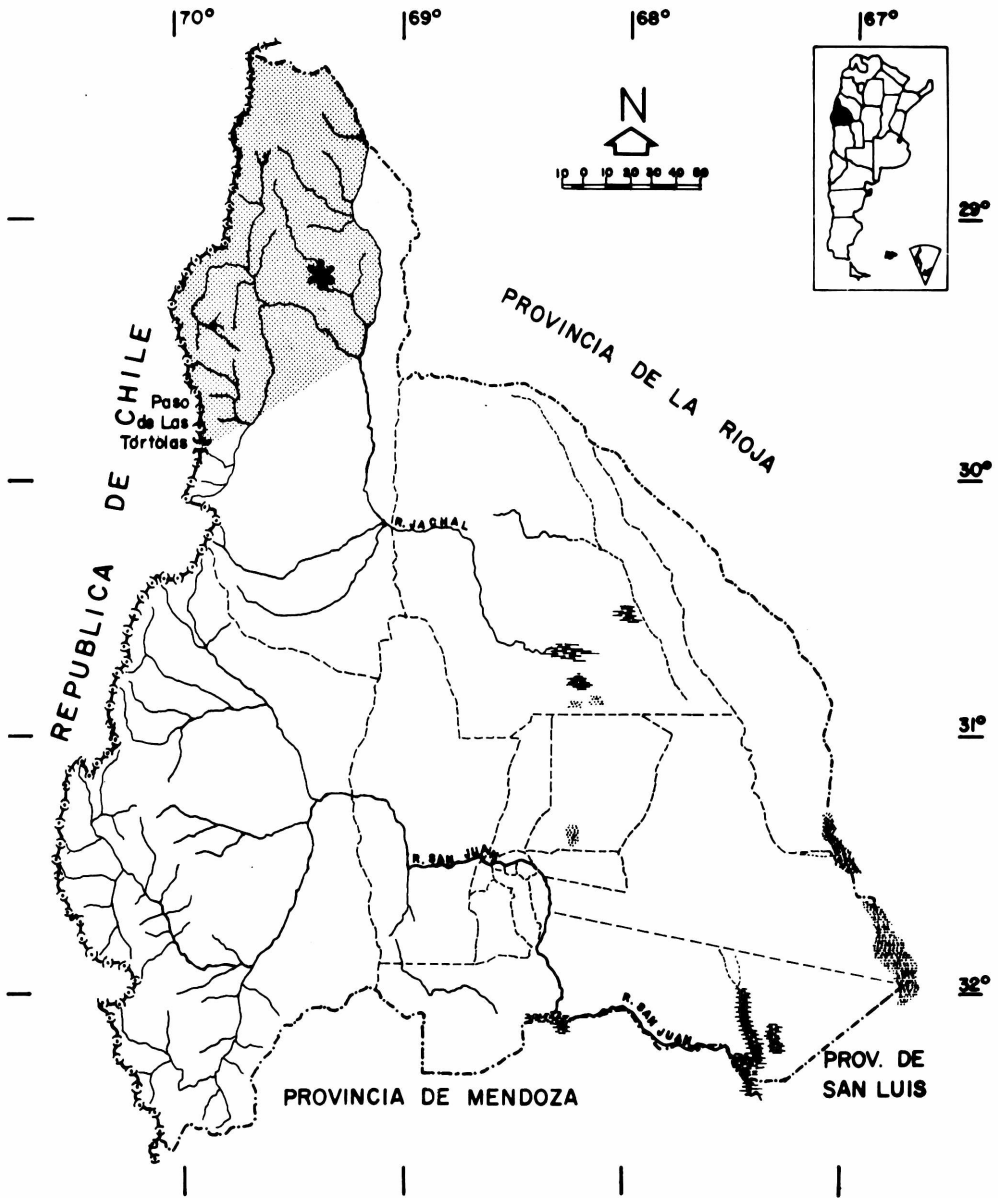 70°
69°
68°
67°
N
10 0 10 20 30 40 50
29°
PROVINCIA DE LA RIOJA
REPUBLICA DE CHILE
Paso
de Las
Tórtolas
30°
R. JACHAL
31°
R. SAN JUAN
32°
R. SAN JUAN
PROV. DE
SAN LUIS
PROVINCIA DE MENDOZA